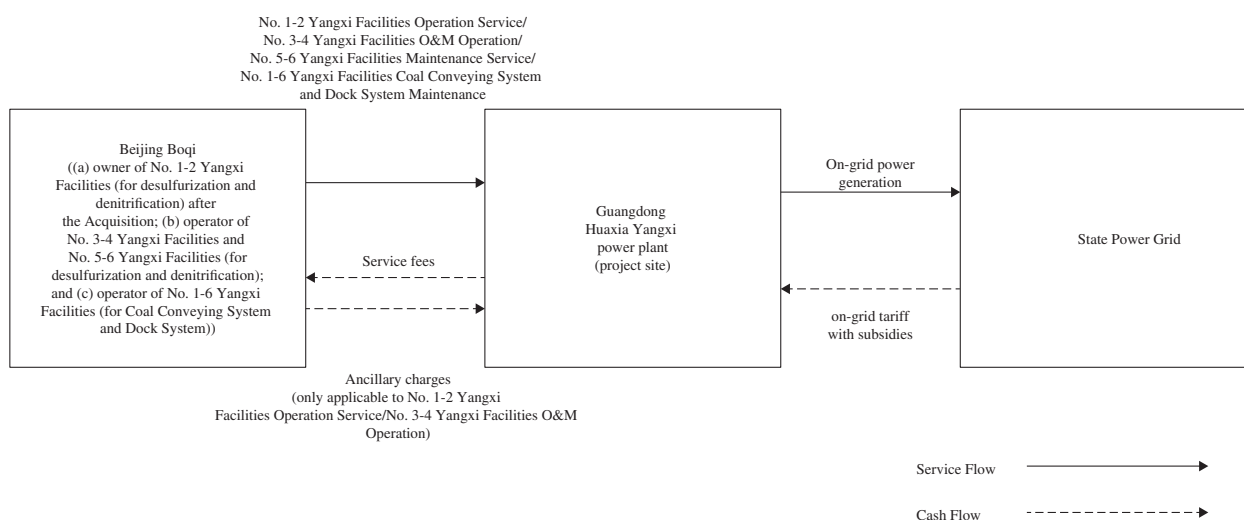 No. 1-2 Yangxi Facilities Operation Service/
No. 3-4 Yangxi Facilities O&M Operation/
No. 5-6 Yangxi Facilities Maintenance Service/
No. 1-6 Yangxi Facilities Coal Conveying System
and Dock System Maintenance
Beijing Boqi
((a) owner of No. 1-2 Yangxi
Facilities (for desulfurization and
denitrification) after
the Acquisition; (b) operator of
No. 3-4 Yangxi Facilities and
No. 5-6 Yangxi Facilities (for
desulfurization and denitrification);
and (c) operator of No. 1-6 Yangxi
Facilities (for Coal Conveying System
and Dock System))
Service fees
Ancillary charges
(only applicable to No. 1-2 Yangxi
Facilities Operation Service/No. 3-4 Yangxi Facilities O&M
Operation)
Guangdong
Huaxia Yangxi
power plant
(project site)
On-grid power
generation
on-grid tariff
with subsidies
State Power Grid
Service Flow
Cash Flow